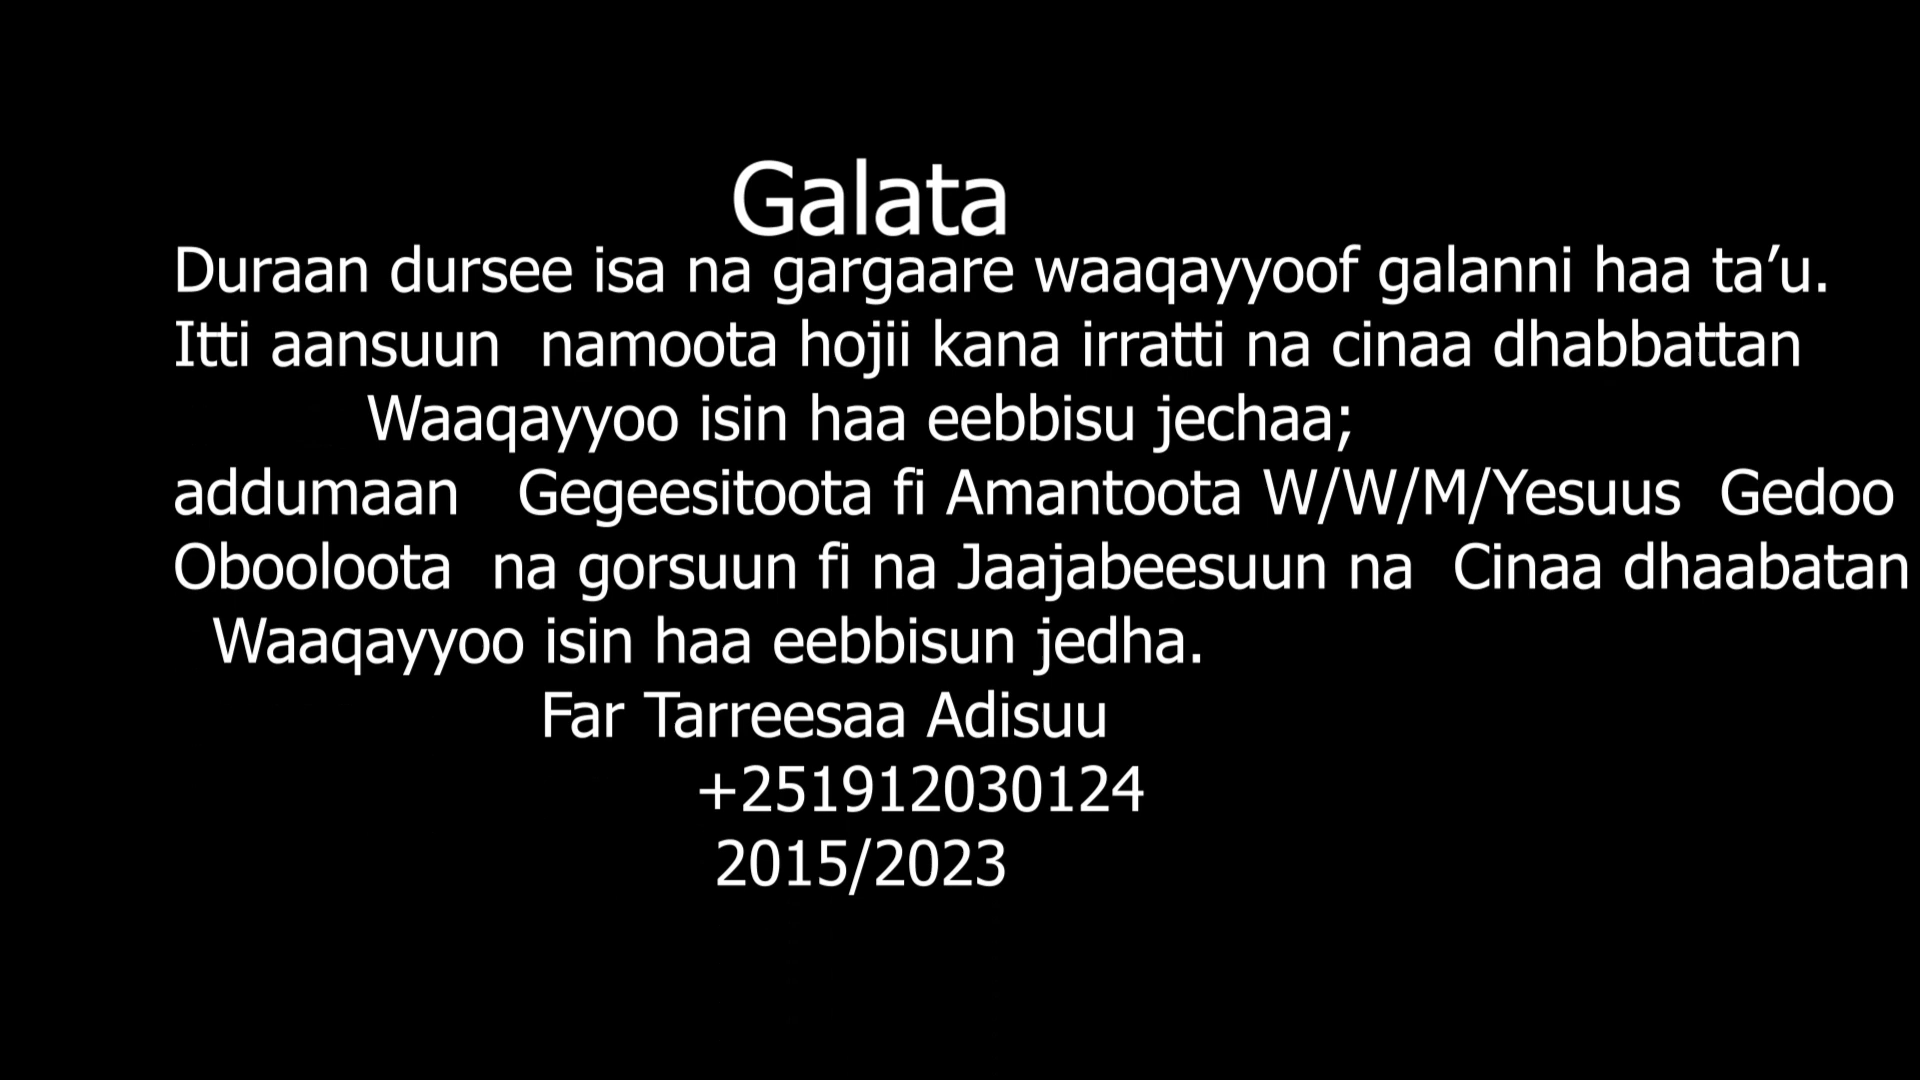 Galata
Duraan dursee isa na gargaare waaqayyoof galanni haa ta’u.
Itti aansuun namoota hojii kana irratti na cinaa dhabbattan
Waaqayyoo isin haa eebbisu jechaa;
addumaan Gegeesitoota fi Amantoota W/W/M/Yesuus Gedoo
Obooloota na gorsuun fi na Jaajabeesuun na Cinaa dhaabatan
Waaqayyoo isin haa eebbisun jedha.
Far Tarreesaa Adisuu
+251912030124
2015/2023